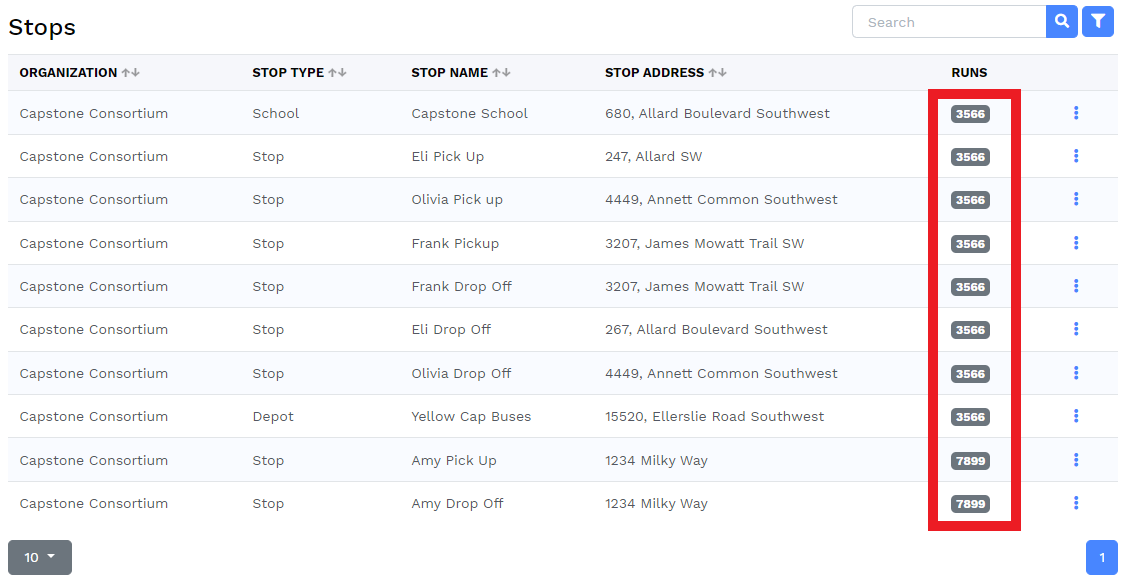 Stops
Search
ORGANIZATION STOP TYPE STOP NAME STOP ADDRESS RUNS
Capstone Consortium School Capstone School 680, Allard Boulevard Southwest 3566
Capstone Consortium Stop Eli Pick Up 247, Allard SW 3566
Capstone Consortium Stop Olivia Pick up 4449, Annett Common Southwest 3566
Capstone Consortium Stop Frank Pickup 3207, James Mowatt Trail SW 3566
Capstone Consortium Stop Frank Drop Off 3207, James Mowatt Trail SW 3566
Capstone Consortium Stop Eli Drop Off 267, Allard Boulevard Southwest 3566
Capstone Consortium Stop Olivia Drop Off 4449, Annett Common Southwest 3566
Capstone Consortium Depot Yellow Cap Buses 15520, Ellerslie Road Southwest 3566
Capstone Consortium Stop Amy Pick Up 1234 Milky Way 7899
Capstone Consortium Stop Amy Drop Off 1234 Milky Way 7899
10 1